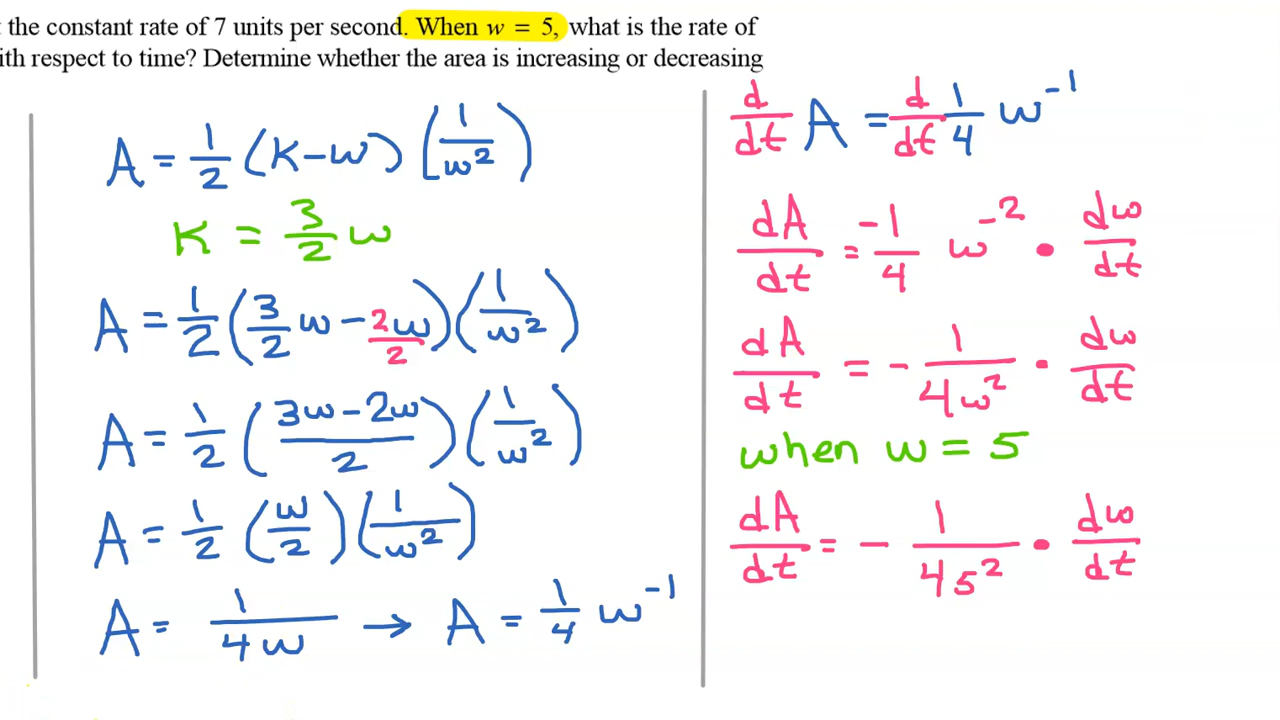 the constant rate of 7 units per second. When w = 5, what is the rate of
ith respect to time? Determine whether the area is increasing or decreasing
A = 1/2 (K-w) (1/w²)
K = 3/2 w
A = 1/2 (3/2 w - 2w/2) (1/w²)
A = 1/2 ((3w - 2w)/2) (1/w²)
A = 1/2 (w/2) (1/w²)
A = 1/(4w) → A = 1/4 w⁻¹
d/dt A = d/dt 1/4 w⁻¹
dA/dt = -1/4 w⁻² • dw/dt
dA/dt = - 1/(4w²) • dw/dt
when w = 5
dA/dt = - 1/(45²) • dw/dt